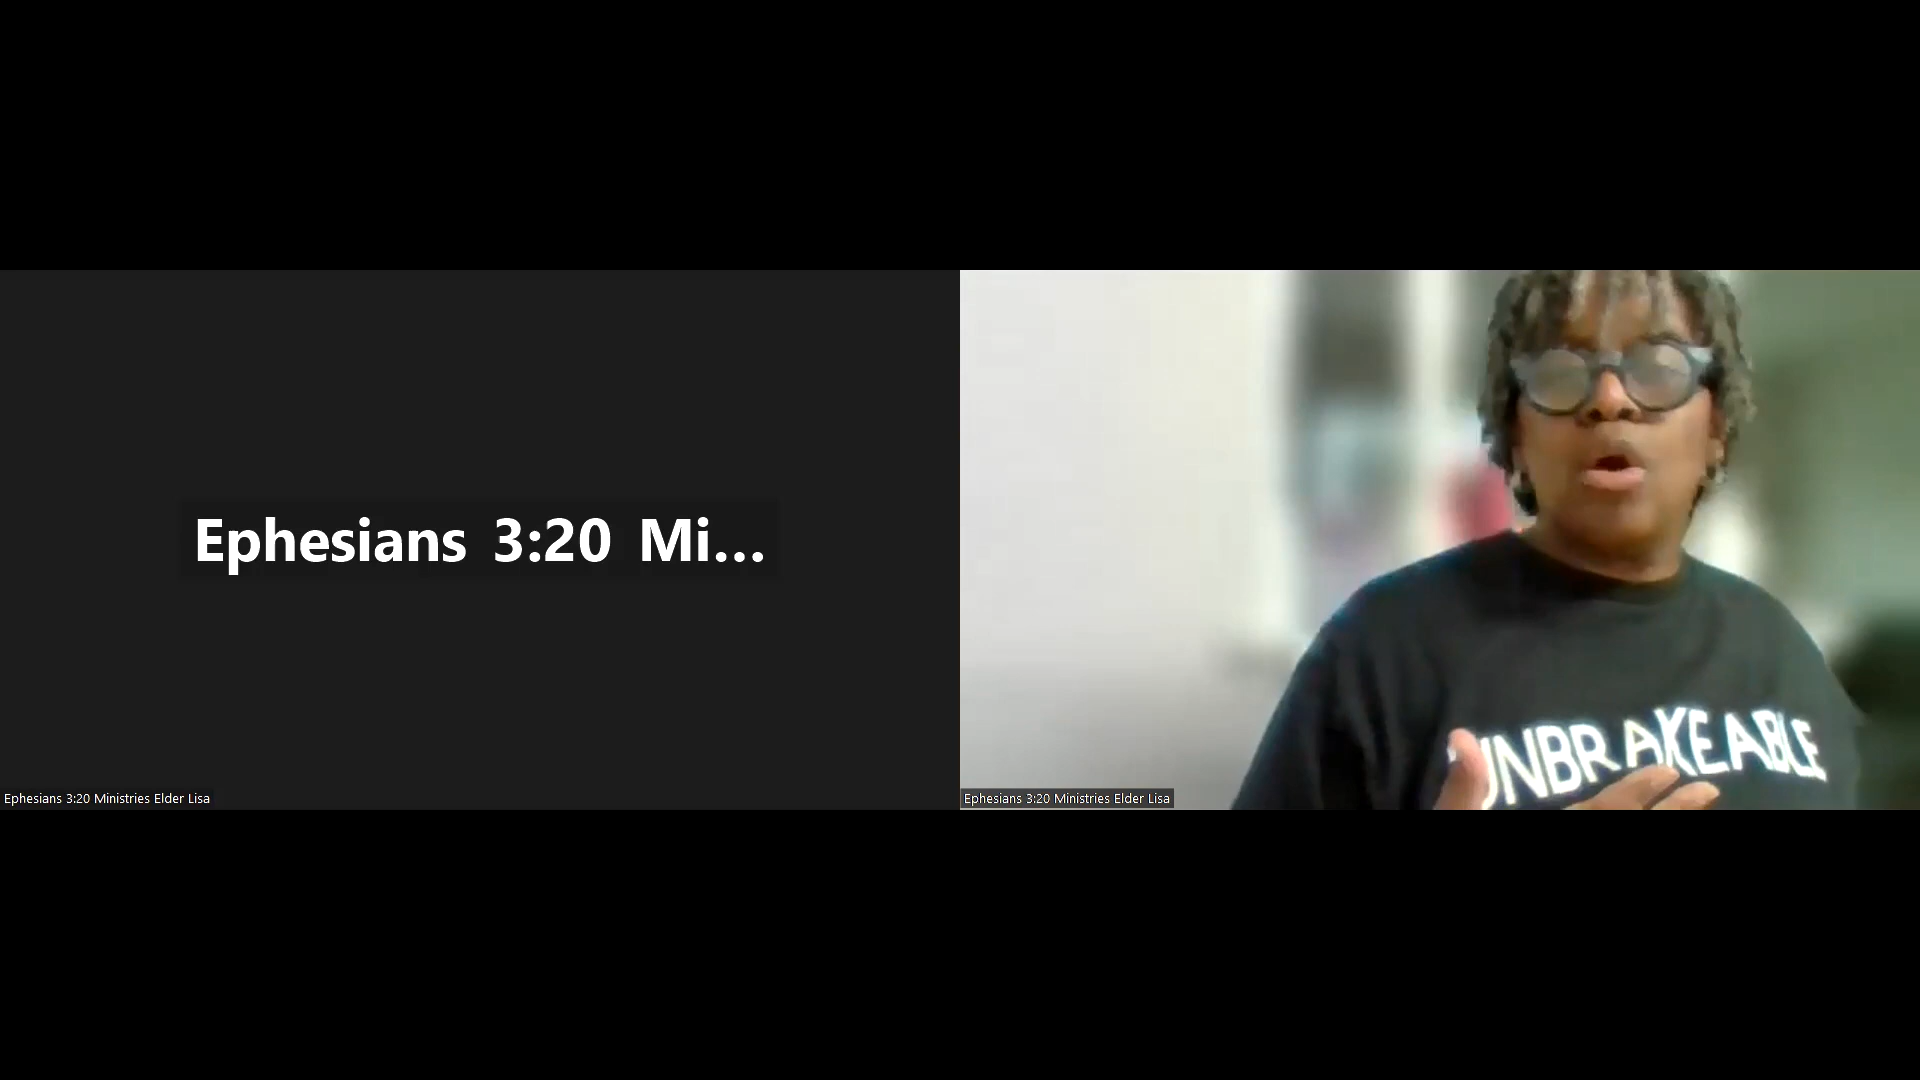 Ephesians 3:20 Mi...
Ephesians 3:20 Ministries Elder Lisa
UNBRAKEABLE
Ephesians 3:20 Ministries Elder Lisa